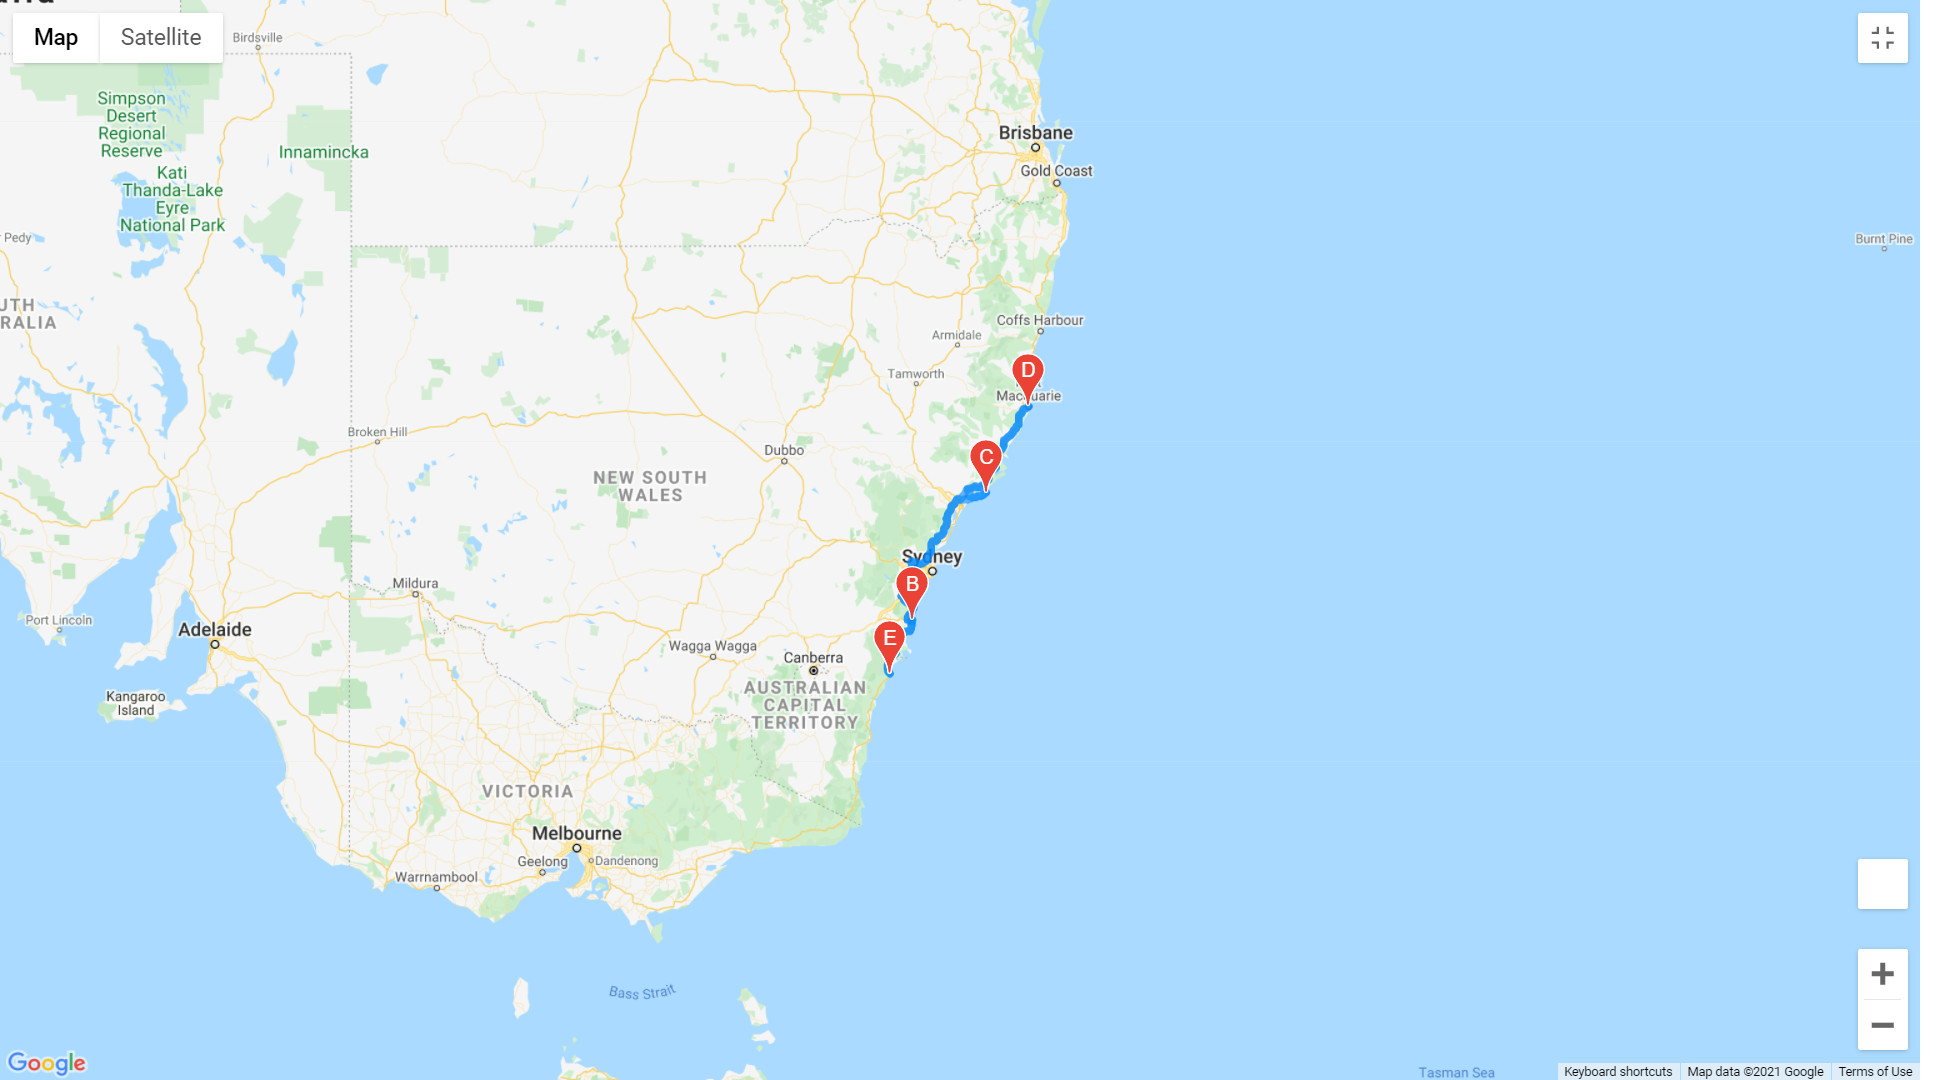 Map
Satellite
Birdsville
Simpson
Desert
Regional
Reserve
Innamincka
Brisbane
Gold Coast
Kati
Thanda-Lake
Eyre
National Park
Pedy
Burnt Pine
UTH
RALIA
Coffs Harbour
Armidale
Tamworth
D
Broken Hill
Dubbo
C
NEW SOUTH
WALES
Sydney
B
Mildura
Port Lincoln
Adelaide
E
Wagga Wagga
Canberra
AUSTRALIAN
CAPITAL
TERRITORY
Kangaroo
Island
VICTORIA
Melbourne
Geelong
Dandenong
Warrnambool
Bass Strait
Google
Tasman Sea
Keyboard shortcuts
Map data ©2021 Google
Terms of Use